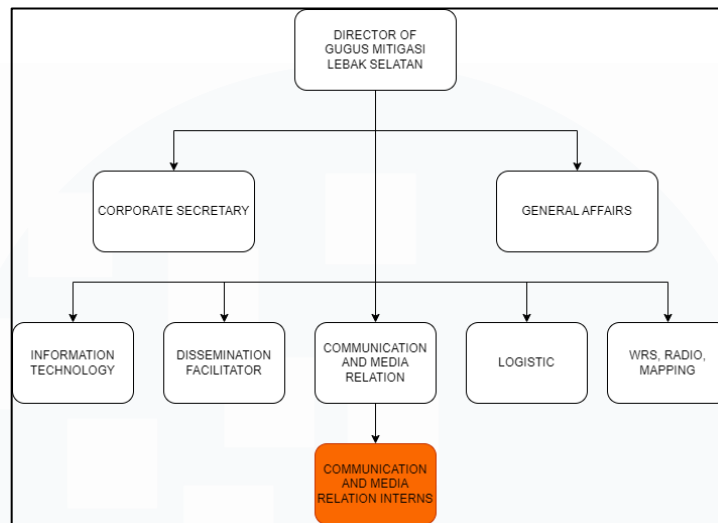 DIRECTOR OF
GUGUS MITIGASI
LEBAK SELATAN
CORPORATE SECRETARY
GENERAL AFFAIRS
INFORMATION
TECHNOLOGY
DISSEMINATION
FACILITATOR
COMMUNICATION
AND MEDIA
RELATION
LOGISTIC
WRS, RADIO,
MAPPING
COMMUNICATION
AND MEDIA
RELATION INTERNS